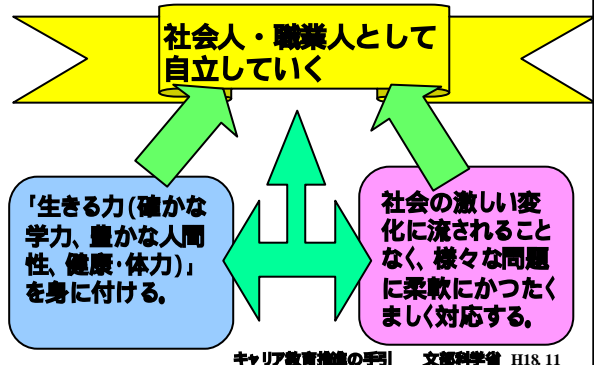 社会人・職業人として
自立していく
「生きる力(確かな
学力、豊かな人間
性、健康・体力)」
を身に付ける。
社会の激しい変
化に流されること
なく、様々な問題
に柔軟にかつたく
ましく対応する。
キャリア教育推進の手引 文部科学省 H18.11